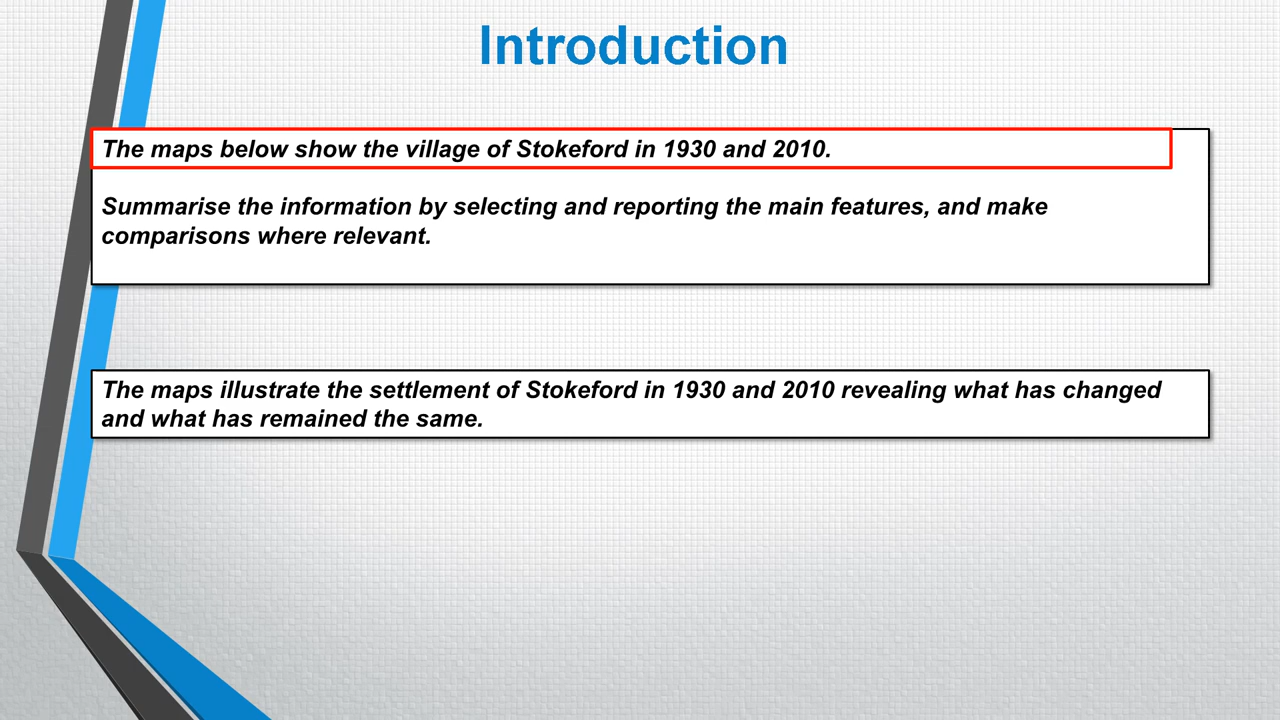 Introduction
The maps below show the village of Stokeford in 1930 and 2010.
Summarise the information by selecting and reporting the main features, and make
comparisons where relevant.
The maps illustrate the settlement of Stokeford in 1930 and 2010 revealing what has changed
and what has remained the same.